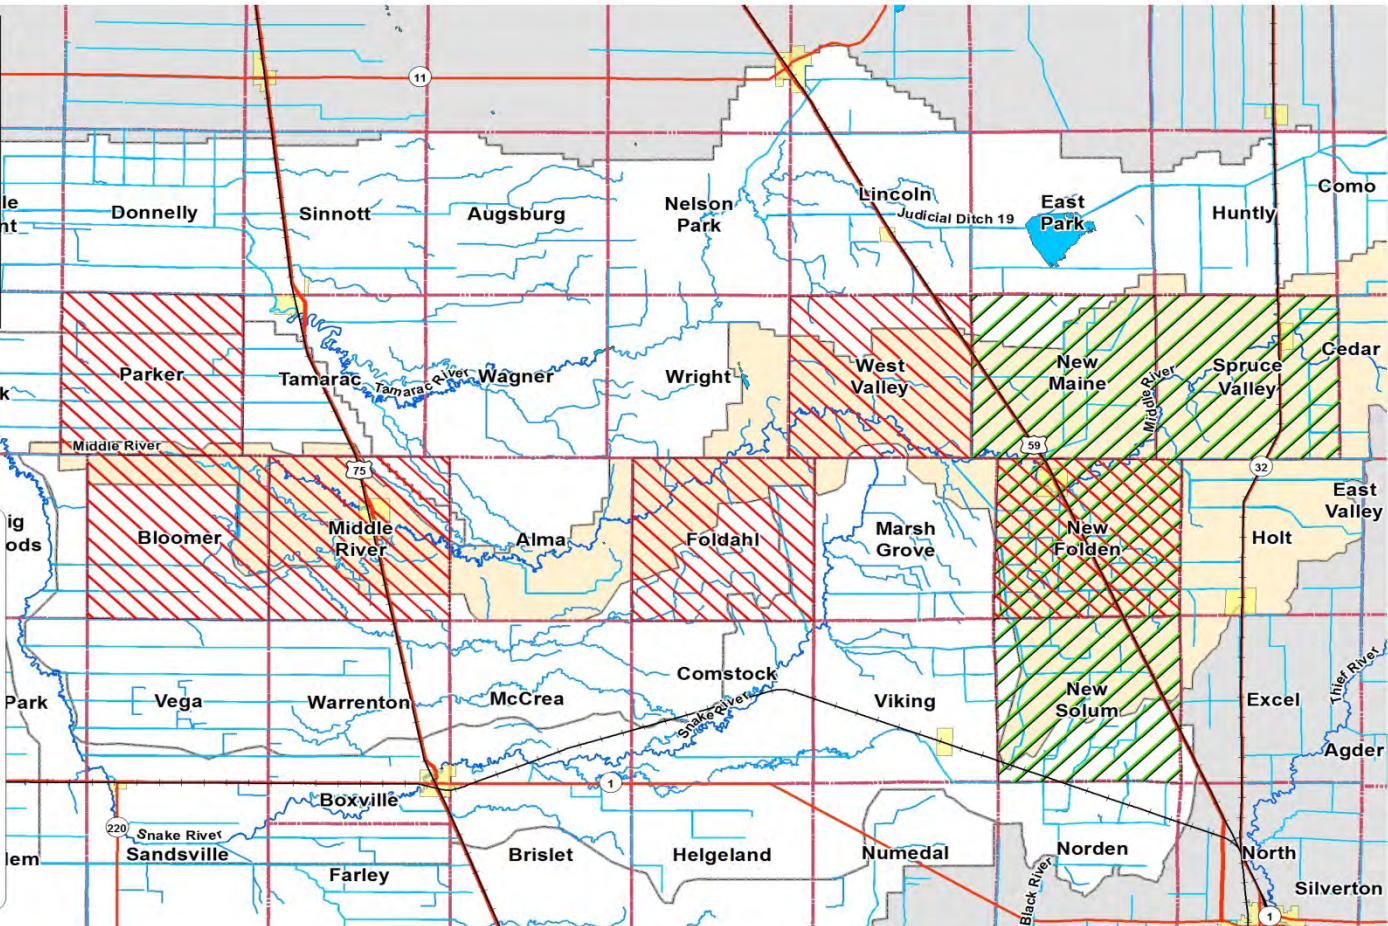 11
le
nt
Donnelly
Sinnott
Augsburg
Nelson
Park
Lincoln
Judicial Ditch 19
East
Park
Huntly
Como
k
Parker
Tamarac
Tamarac River
Wagner
Wright
West
Valley
New
Maine
Middle River
Spruce
Valley
Cedar
Middle River
75
59
32
ig
ods
Bloomer
Middle
River
Alma
Foldahl
Marsh
Grove
New
Folden
Holt
East
Valley
Park
Vega
Warrenton
McCrea
Comstock
Snake River
Viking
New
Solum
Excel
Thief River
Agder
1
220
Snake River
Boxville
lem
Sandsville
Farley
Brislet
Helgeland
Numedal
Black River
Norden
North
Silverton
1